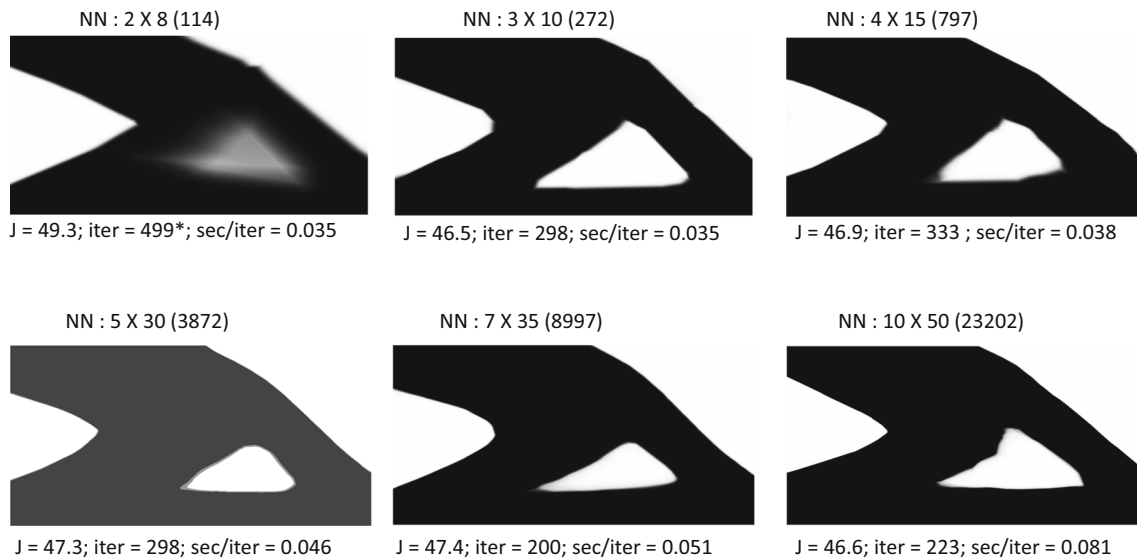 NN : 2 X 8 (114)
NN : 3 X 10 (272)
NN : 4 X 15 (797)
J = 49.3; iter = 499*; sec/iter = 0.035
J = 46.5; iter = 298; sec/iter = 0.035
J = 46.9; iter = 333 ; sec/iter = 0.038
NN : 5 X 30 (3872)
NN : 7 X 35 (8997)
NN : 10 X 50 (23202)
J = 47.3; iter = 298; sec/iter = 0.046
J = 47.4; iter = 200; sec/iter = 0.051
J = 46.6; iter = 223; sec/iter = 0.081